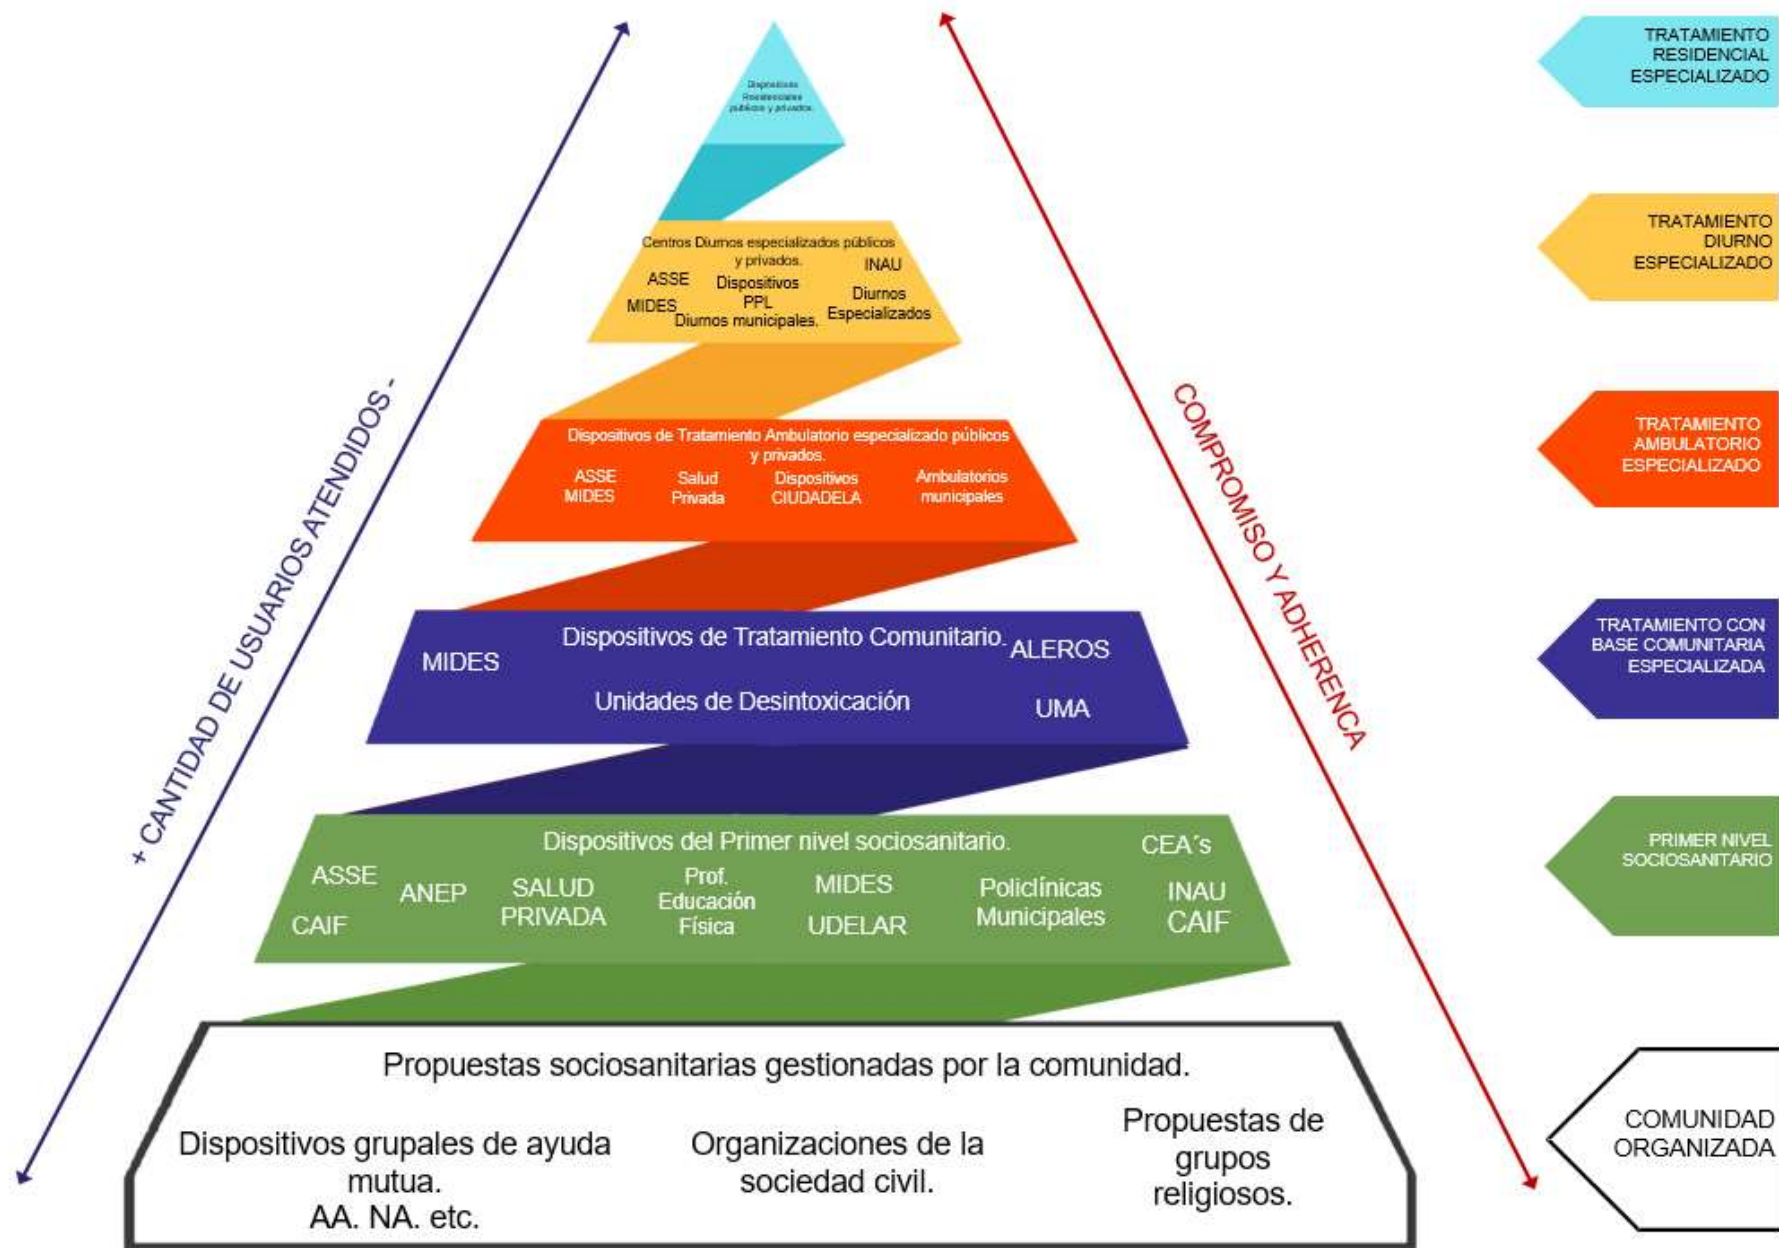 Dispositivos
Residenciales
públicos y privados.
TRATAMIENTO
RESIDENCIAL
ESPECIALIZADO
Centros Diurnos especializados públicos
y privados.
INAU
ASSE
Dispositivos
PPL
MIDES
Diurnos
Especializados
Diurnos municipales.
TRATAMIENTO
DIURNO
ESPECIALIZADO
+ CANTIDAD DE USUARIOS ATENDIDOS -
COMPROMISO Y ADHERENCA
Dispositivos de Tratamiento Ambulatorio especializado públicos
y privados.
ASSE
MIDES
Salud
Privada
Dispositivos
CIUDADELA
Ambulatorios
municipales
TRATAMIENTO
AMBULATORIO
ESPECIALIZADO
Dispositivos de Tratamiento Comunitario.
MIDES
ALEROS
Unidades de Desintoxicación
UMA
TRATAMIENTO CON
BASE COMUNITARIA
ESPECIALIZADA
Dispositivos del Primer nivel sociosanitario.
CEA´s
ASSE
CAIF
ANEP
SALUD
PRIVADA
Prof.
Educación
Física
MIDES
UDELAR
Policlínicas
Municipales
INAU
CAIF
PRIMER NIVEL
SOCIOSANITARIO
Propuestas sociosanitarias gestionadas por la comunidad.
Dispositivos grupales de ayuda
mutua.
AA. NA. etc.
Organizaciones de la
sociedad civil.
Propuestas de
grupos
religiosos.
COMUNIDAD
ORGANIZADA